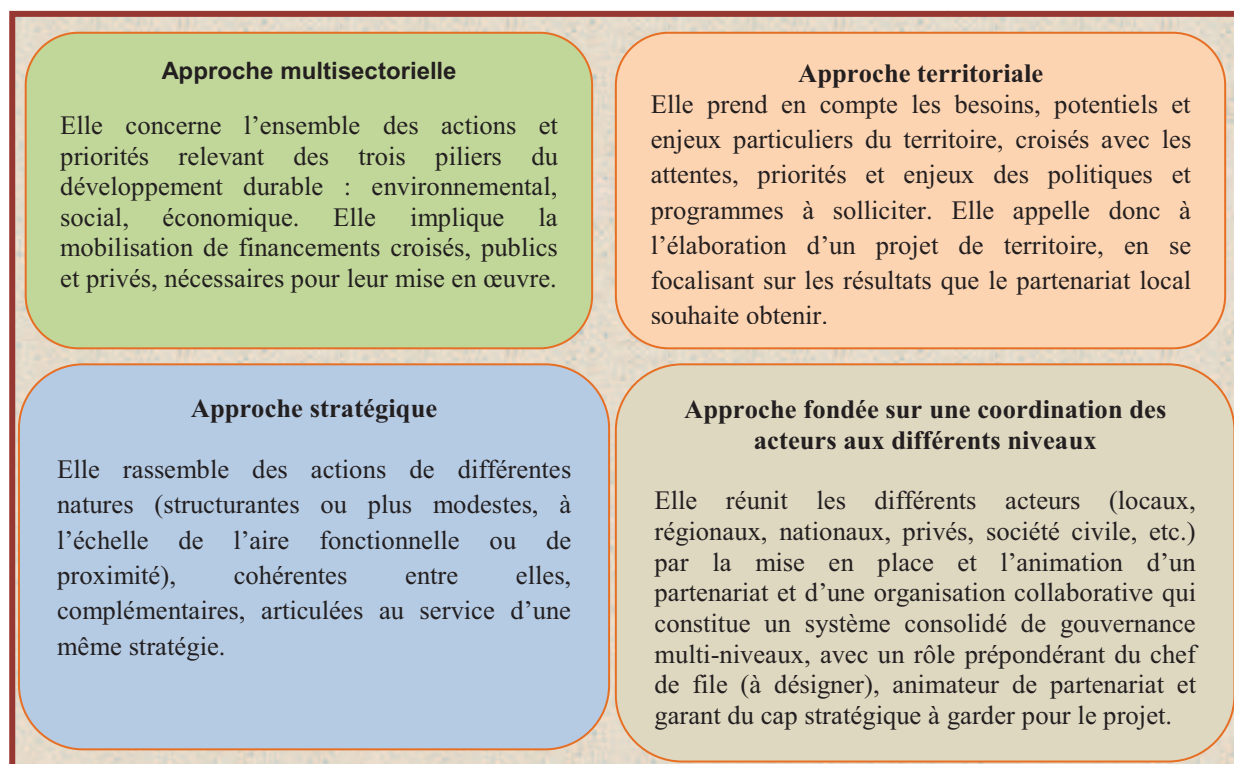 Approche multisectorielle
Elle concerne l’ensemble des actions et
priorités relevant des trois piliers du
développement durable : environnemental,
social, économique. Elle implique la
mobilisation de financements croisés, publics
et privés, nécessaires pour leur mise en œuvre.
Approche territoriale
Elle prend en compte les besoins, potentiels et
enjeux particuliers du territoire, croisés avec les
attentes, priorités et enjeux des politiques et
programmes à solliciter. Elle appelle donc à
l’élaboration d’un projet de territoire, en se
focalisant sur les résultats que le partenariat local
souhaite obtenir.
Approche stratégique
Elle rassemble des actions de différentes
natures (structurantes ou plus modestes, à
l’échelle de l’aire fonctionnelle ou de
proximité), cohérentes entre elles,
complémentaires, articulées au service d’une
même stratégie.
Approche fondée sur une coordination des
acteurs aux différents niveaux
Elle réunit les différents acteurs (locaux,
régionaux, nationaux, privés, société civile, etc.)
par la mise en place et l’animation d’un
partenariat et d’une organisation collaborative qui
constitue un système consolidé de gouvernance
multi-niveaux, avec un rôle prépondérant du chef
de file (à désigner), animateur de partenariat et
garant du cap stratégique à garder pour le projet.